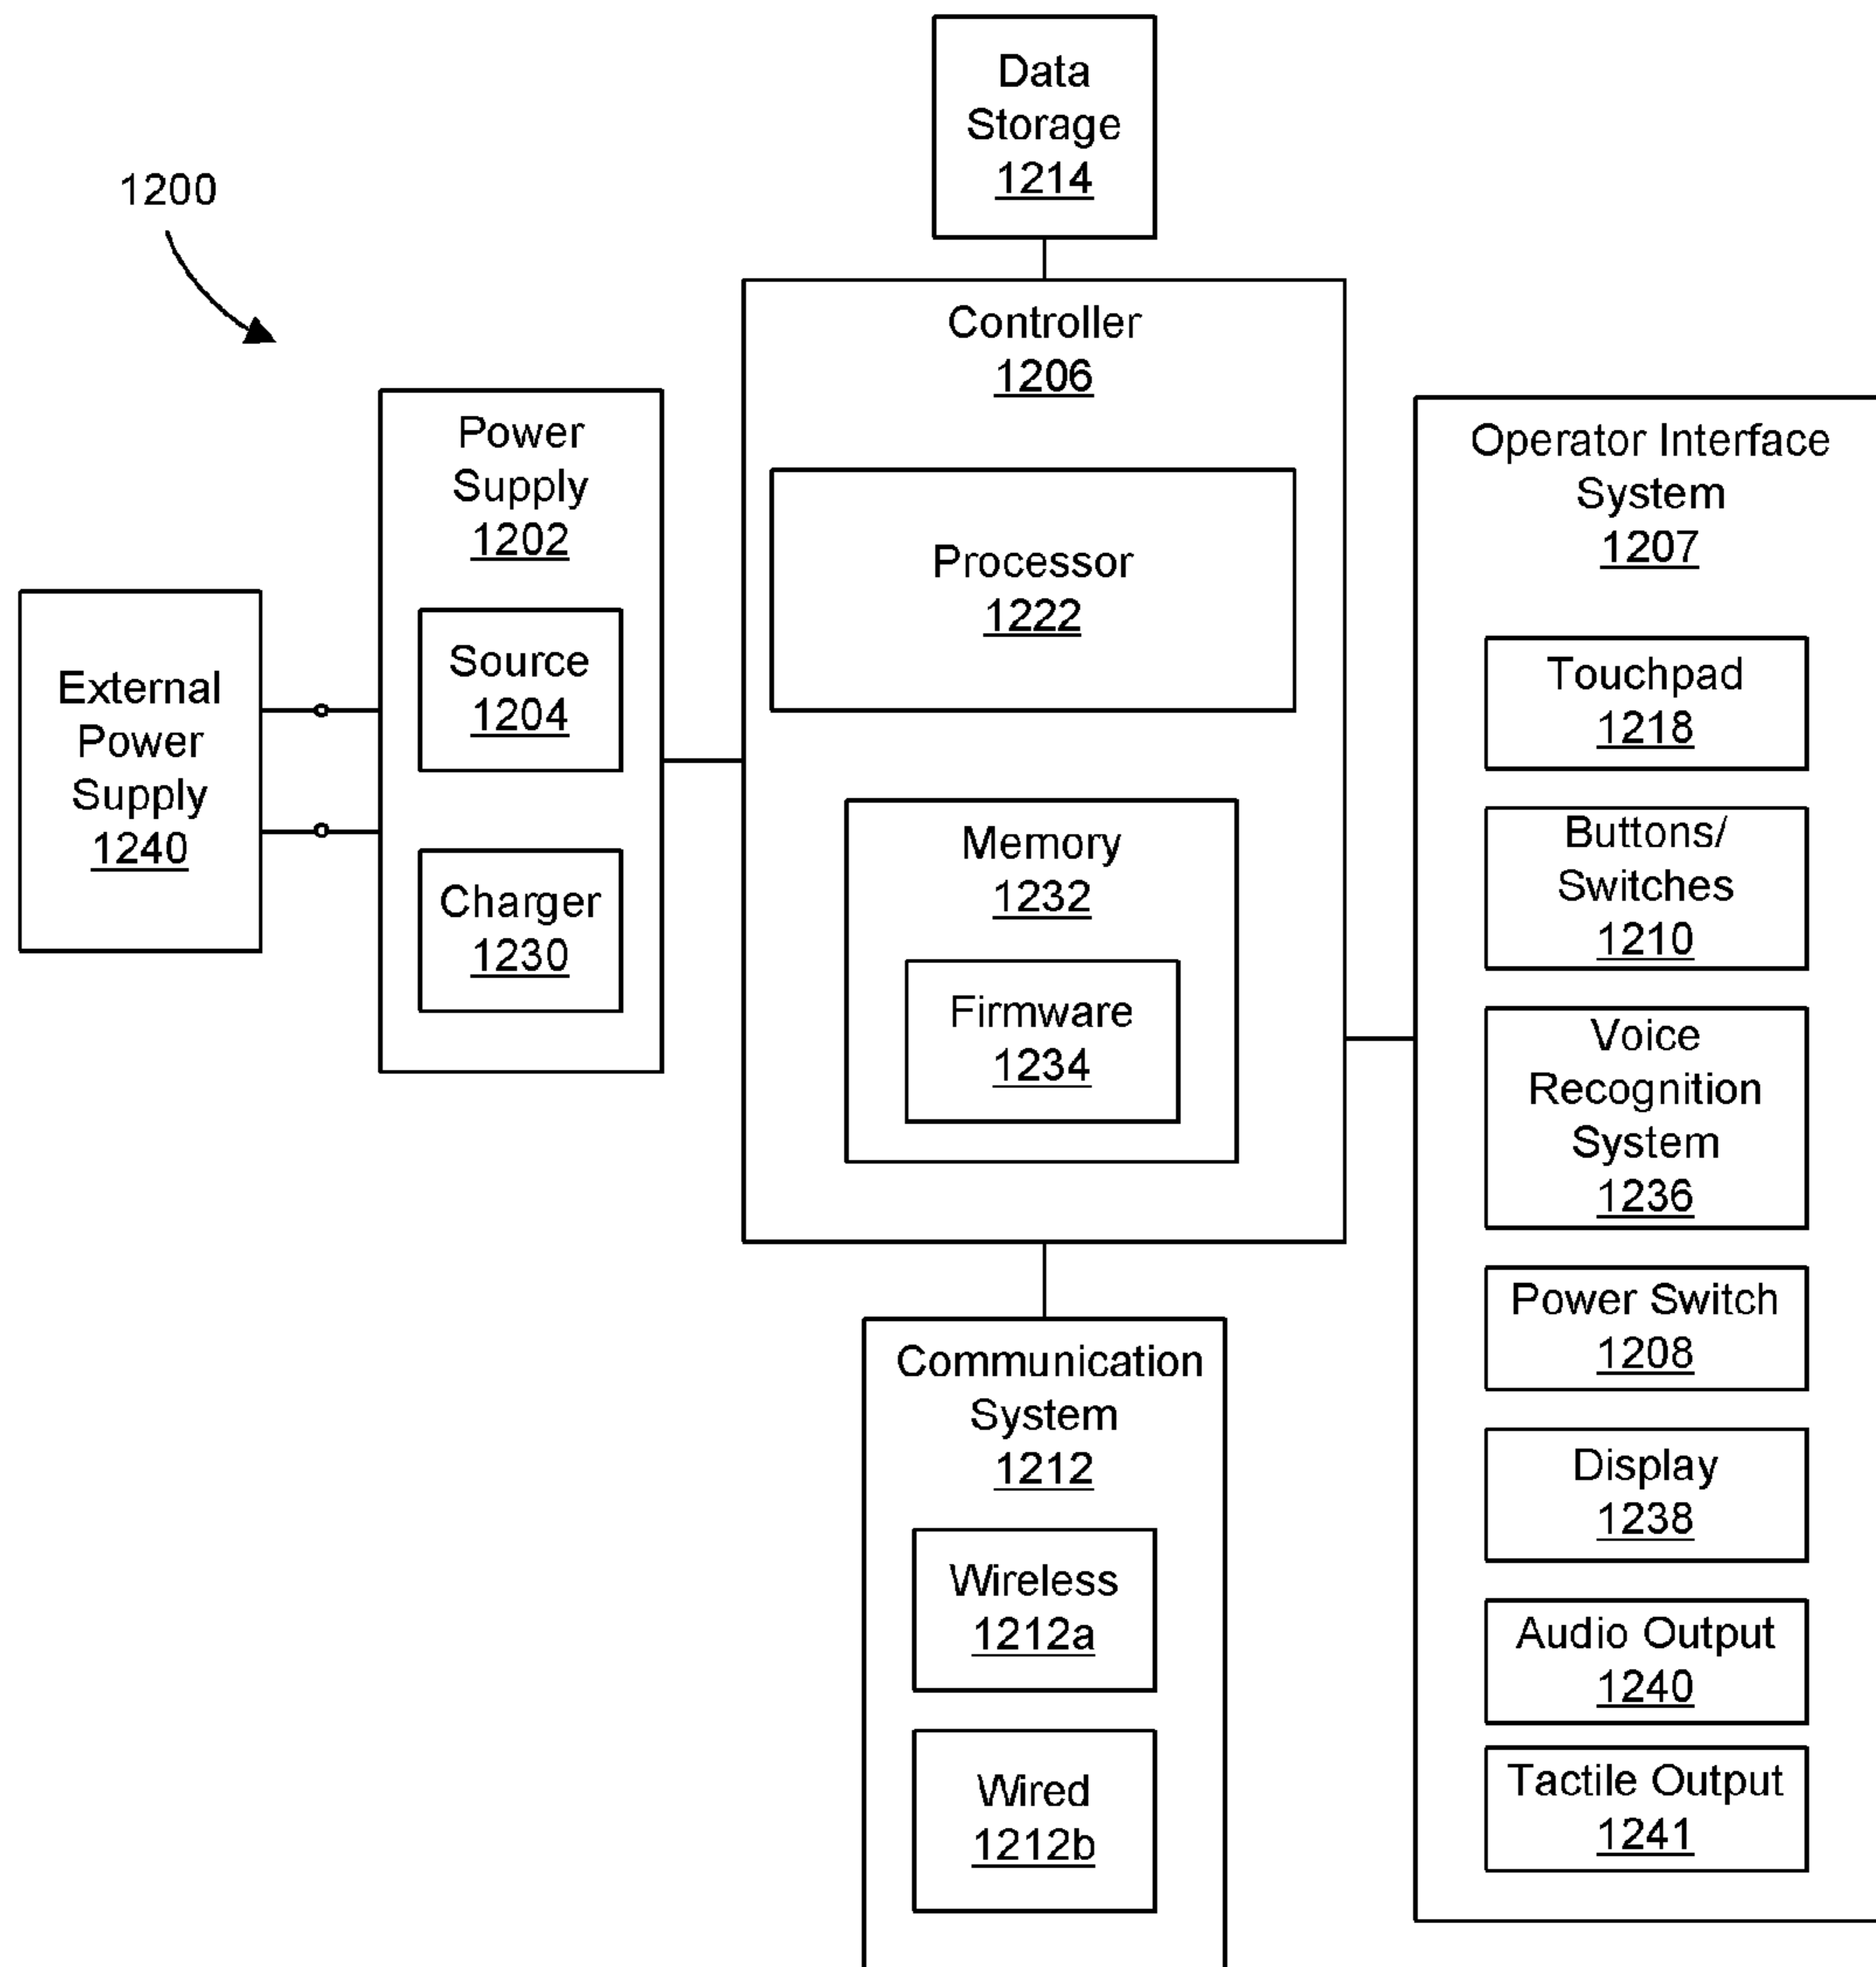 Data
Storage
1214
1200
Controller
1206
Power
Supply
1202
Operator Interface
System
1207
Processor
1222
Source
1204
External
Power
Supply
1240
Touchpad
1218
Buttons/
Switches
1210
Memory
1232
Charger
1230
Firmware
1234
Voice
Recognition
System
1236
Power Switch
1208
Communication
System
1212
Display
1238
Wireless
1212a
Audio Output
1240
Wired
1212b
Tactile Output
1241